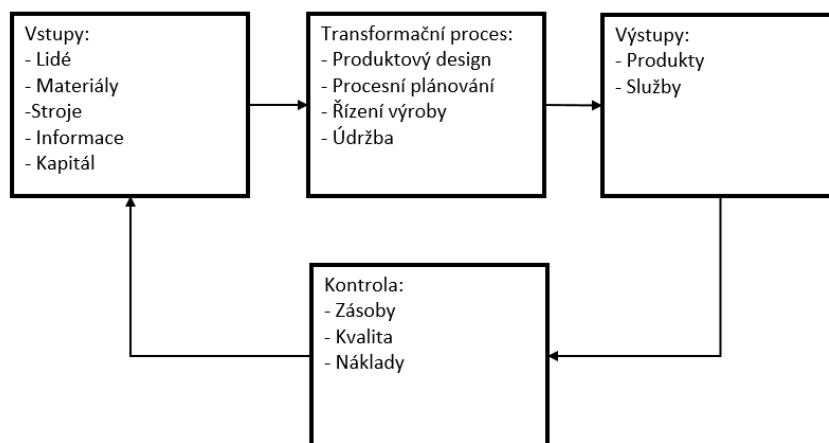 Vstupy:
- Lidé
- Materiály
-Stroje
- Informace
- Kapitál
Transformační proces:
- Produktový design
- Procesní plánování
- Řízení výroby
- Údržba
Výstupy:
- Produkty
- Služby
Kontrola:
- Zásoby
- Kvalita
- Náklady